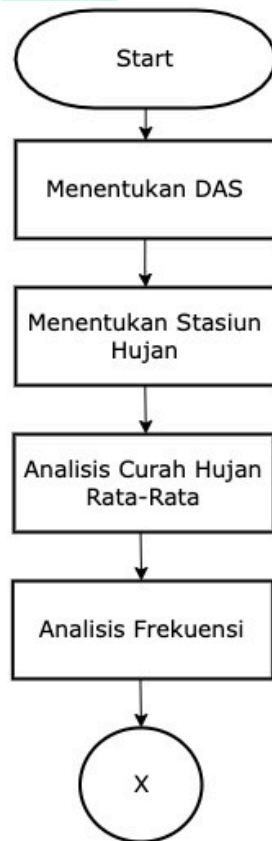 Start
Menentukan DAS
Menentukan Stasiun
Hujan
Analisis Curah Hujan
Rata-Rata
Analisis Frekuensi
X